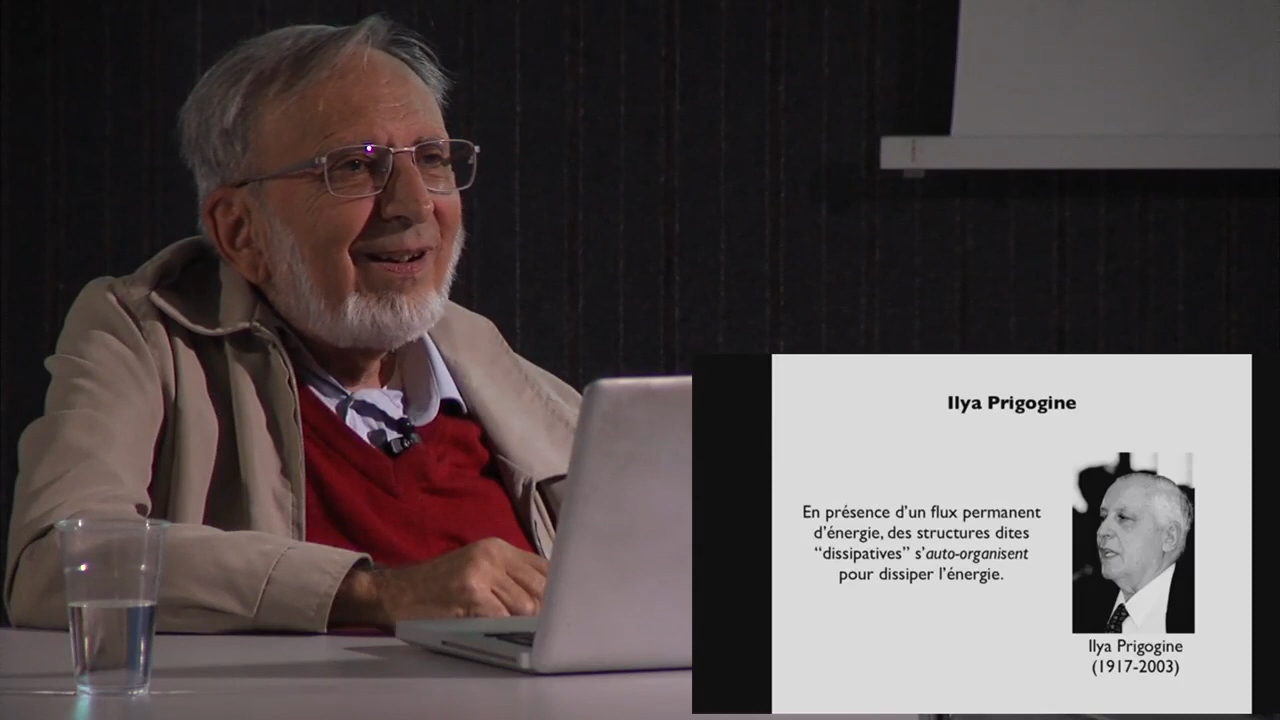 Ilya Prigogine
En présence d’un flux permanent
d’énergie, des structures dites
“dissipatives” s’auto-organisent
pour dissiper l’énergie.
Ilya Prigogine
(1917-2003)